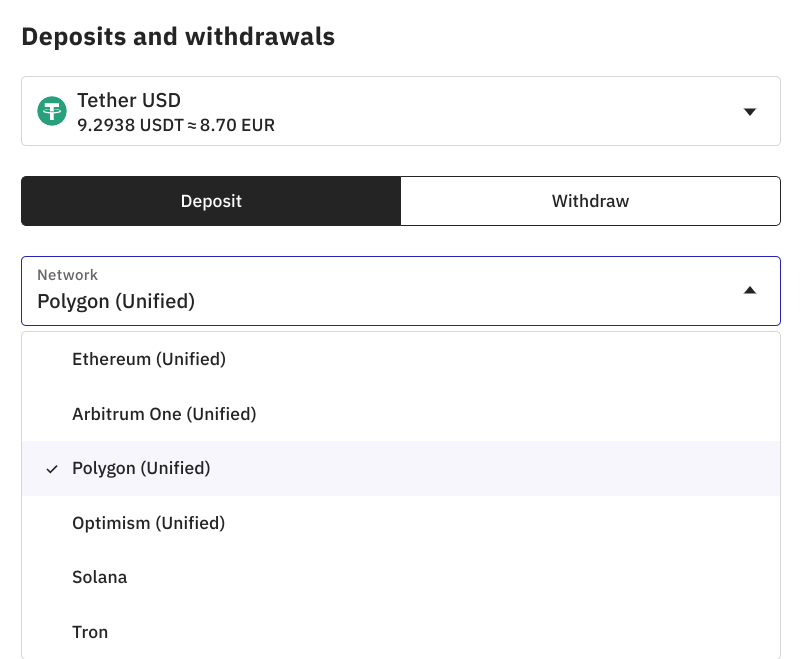 Deposits and withdrawals
Tether USD
9.2938 USDT ≈ 8.70 EUR
Deposit
Withdraw
Network
Polygon (Unified)
Ethereum (Unified)
Arbitrum One (Unified)
Polygon (Unified)
Optimism (Unified)
Solana
Tron